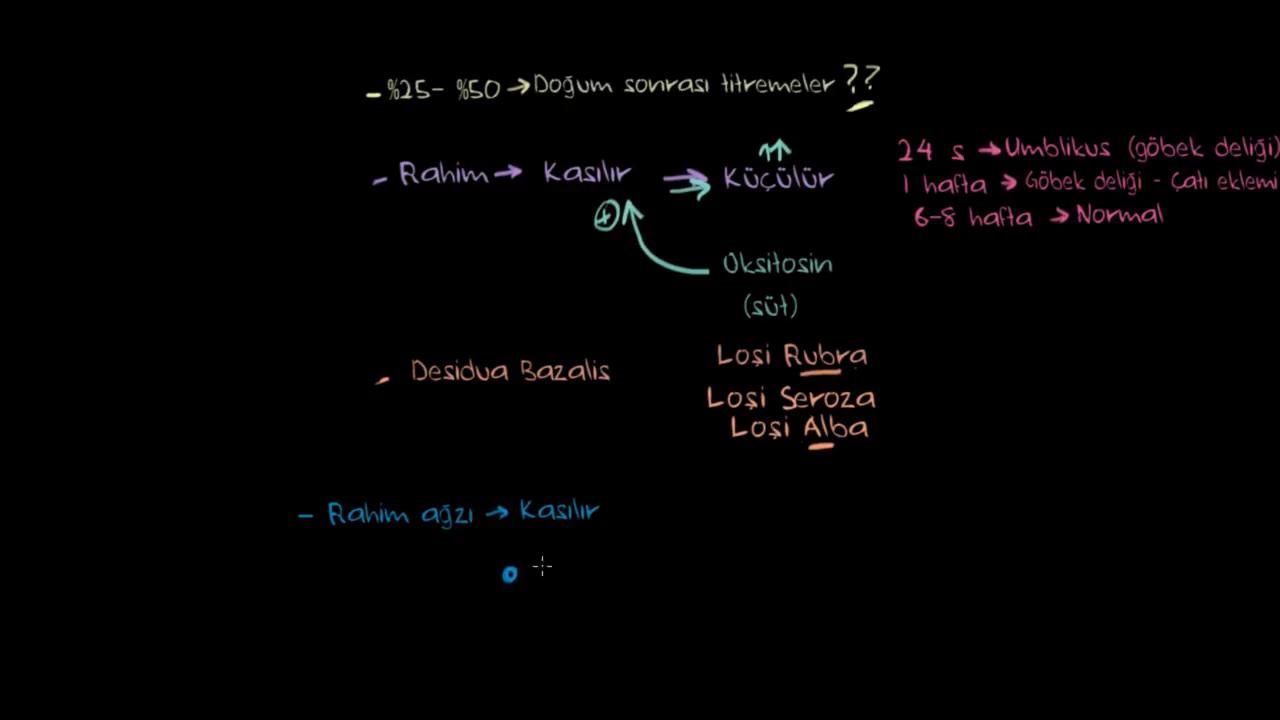 - %25- %50 → Doğum sonrası titremeler ??
- Rahim → Kasılır → Küçülür
24 s → Umblikus (göbek deliği)
1 hafta → Göbek deliği - Çatı eklemi
6-8 hafta → Normal
+
Oksitosin
(süt)
- Desidua Bazalis
Loşi Rubra
Loşi Seroza
Loşi Alba
- Rahim ağzı → Kasılır